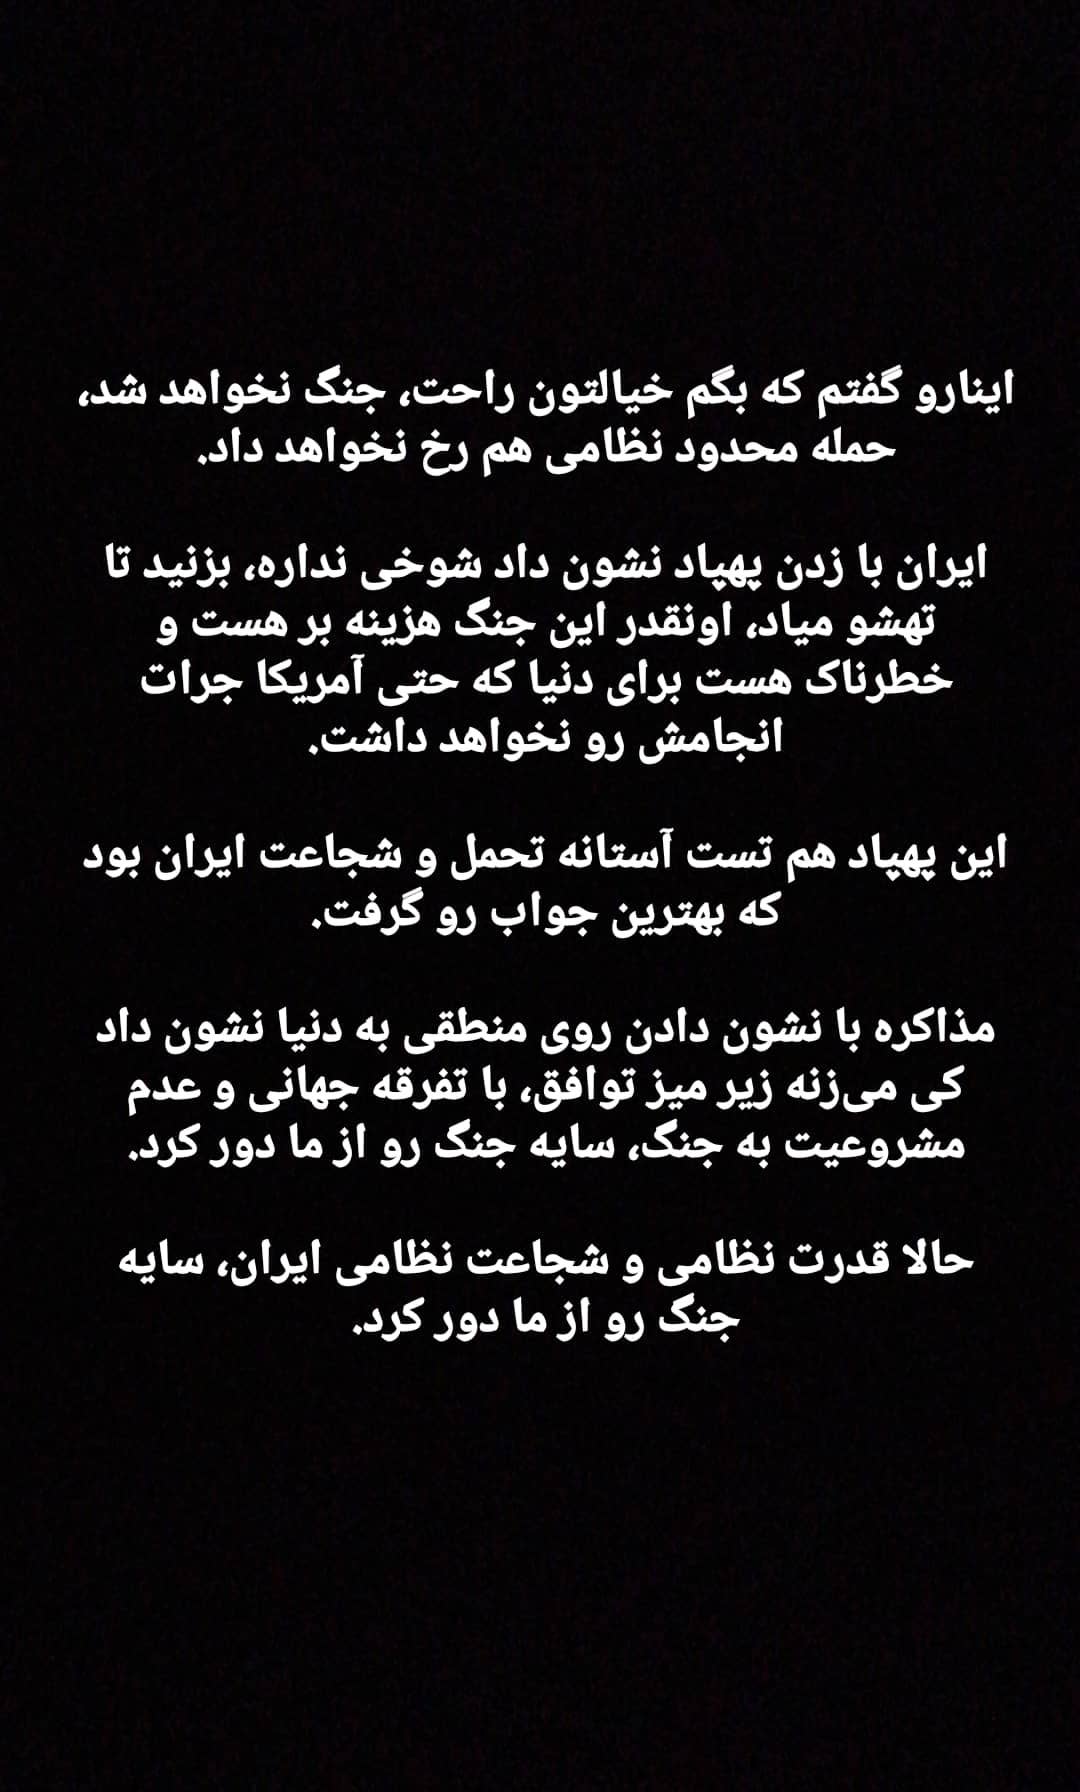 اینارو گفتم که بگم خیالتون راحت، جنگ نخواهد شد،
حمله محدود نظامی هم رخ نخواهد داد.
ایران با زدن پهپاد نشون داد شوخی نداره، بزنید تا
تهشو میاد، اونقدر این جنگ هزینه بر هست و
خطرناک هست برای دنیا که حتی آمریکا جرات
انجامش رو نخواهد داشت.
این پهپاد هم تست آستانه تحمل و شجاعت ایران بود
که بهترین جواب رو گرفت.
مذاکره با نشون دادن روی منطقی به دنیا نشون داد
کی می‌زنه زیر میز توافق، با تفرقه جهانی و عدم
مشروعیت به جنگ، سایه جنگ رو از ما دور کرد.
حالا قدرت نظامی و شجاعت نظامی ایران، سایه
جنگ رو از ما دور کرد.